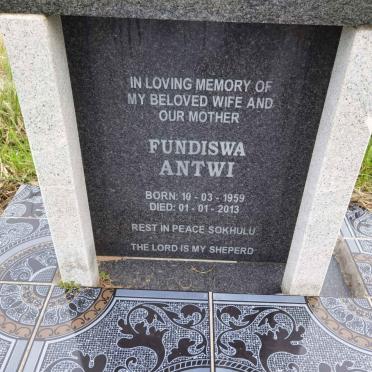 IN LOVING MEMORY OF
MY BELOVED WIFE AND
OUR MOTHER
FUNDISWA
ANTWI
BORN: 10 - 03 - 1959
DIED: 01 - 01 - 2013
REST IN PEACE SOKHULU
THE LORD IS MY SHEPERD